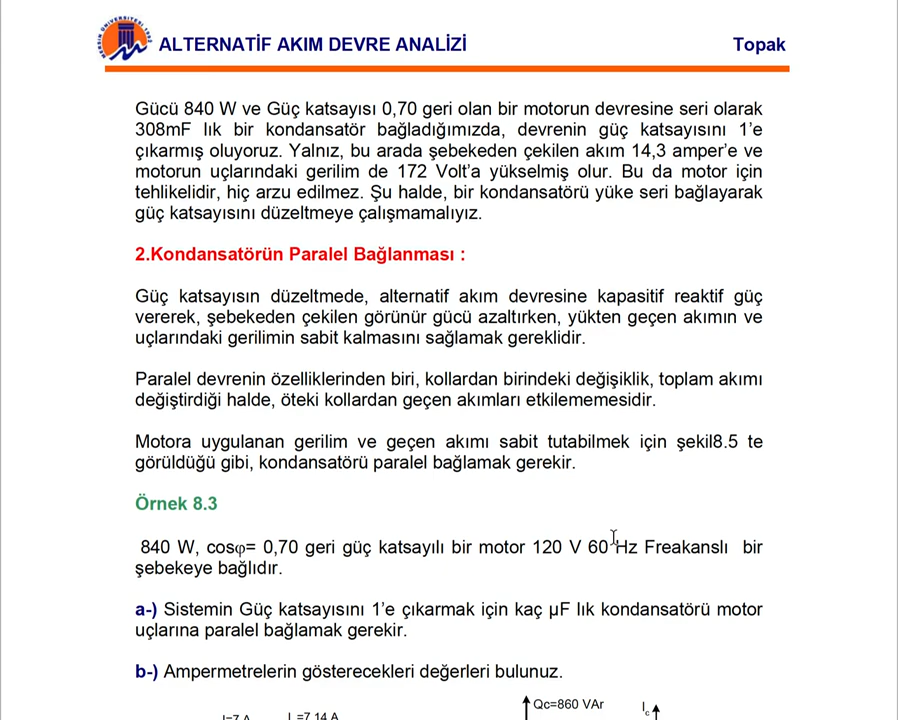 ALTERNATİF AKIM DEVRE ANALİZİ Topak
Gücü 840 W ve Güç katsayısı 0,70 geri olan bir motorun devresine seri olarak
308mF lık bir kondansatör bağladığımızda, devrenin güç katsayısını 1'e
çıkarmış oluyoruz. Yalnız, bu arada şebekeden çekilen akım 14,3 amper'e ve
motorun uçlarındaki gerilim de 172 Volt'a yükselmiş olur. Bu da motor için
tehlikelidir, hiç arzu edilmez. Şu halde, bir kondansatörü yüke seri bağlayarak
güç katsayısını düzeltmeye çalışmamalıyız.
2.Kondansatörün Paralel Bağlanması :
Güç katsayısın düzeltmede, alternatif akım devresine kapasitif reaktif güç
vererek, şebekeden çekilen görünür gücü azaltırken, yükten geçen akımın ve
uçlarındaki gerilimin sabit kalmasını sağlamak gereklidir.
Paralel devrenin özelliklerinden biri, kollardan birindeki değişiklik, toplam akımı
değiştirdiği halde, öteki kollardan geçen akımları etkilememesidir.
Motora uygulanan gerilim ve geçen akımı sabit tutabilmek için şekil8.5 te
görüldüğü gibi, kondansatörü paralel bağlamak gerekir.
Örnek 8.3
840 W, cosφ= 0,70 geri güç katsayılı bir motor 120 V 60 Hz Freakanslı bir
şebekeye bağlıdır.
a-) Sistemin Güç katsayısını 1'e çıkarmak için kaç µF lık kondansatörü motor
uçlarına paralel bağlamak gerekir.
b-) Ampermetrelerin gösterecekleri değerleri bulunuz.
I=7 A I =7,14 A Qc=860 VAr Ic